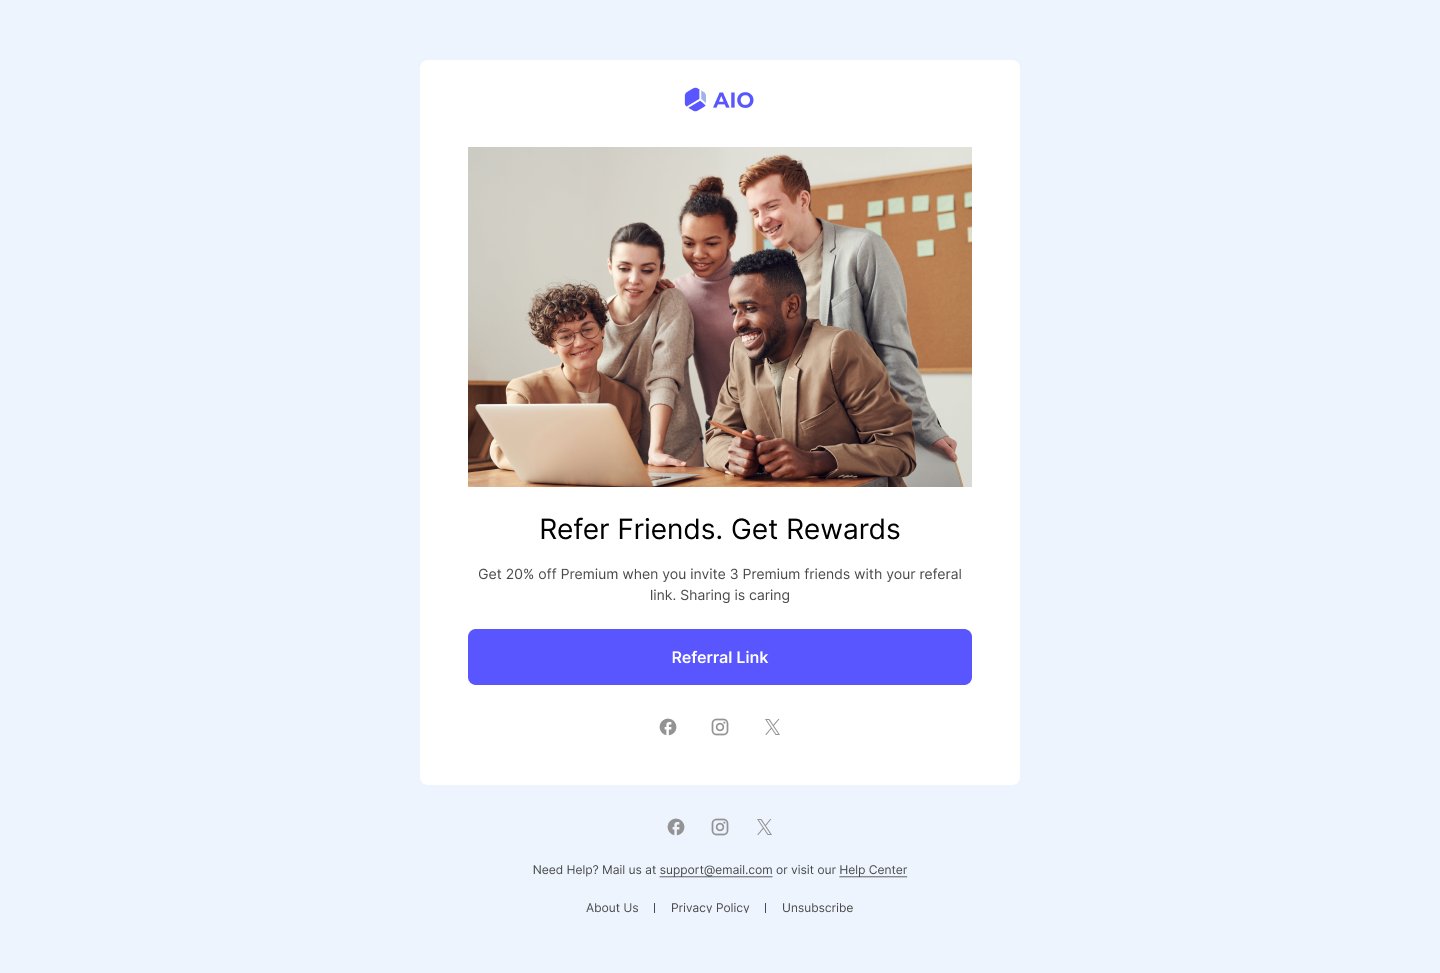 AIO
Refer Friends. Get Rewards
Get 20% off Premium when you invite 3 Premium friends with your referal
link. Sharing is caring
Referral Link
Need Help? Mail us at support@email.com or visit our Help Center
About Us | Privacy Policy | Unsubscribe